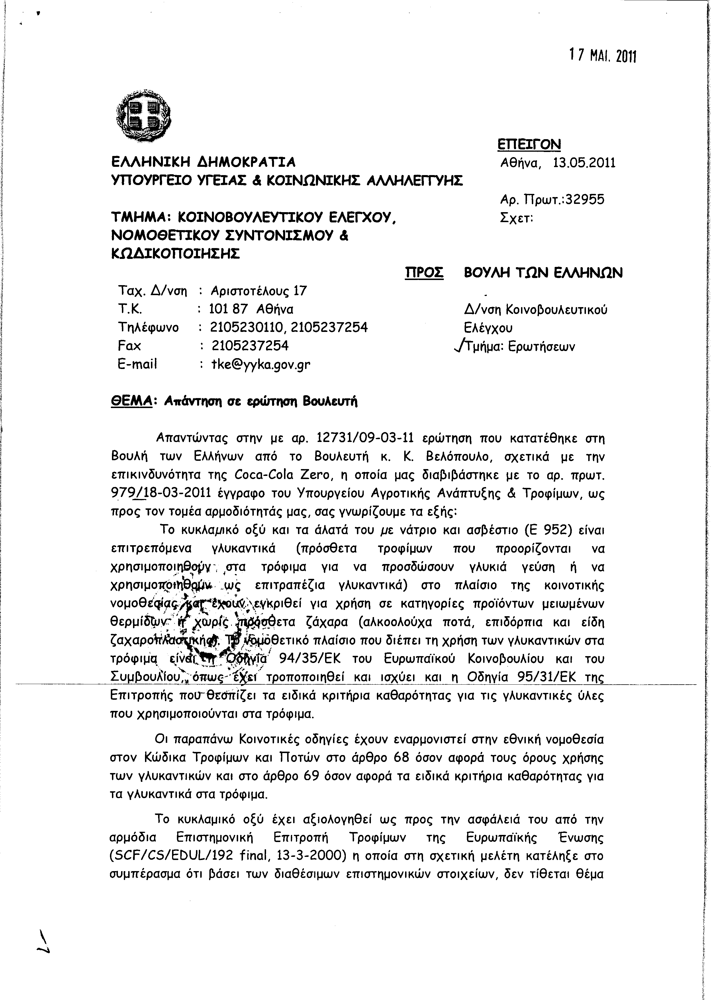 17 ΜΑΙ. 2011
ΕΠΕΙΓΟΝ
ΕΛΛΗΝΙΚΗ ΔΗΜΟΚΡΑΤΙΑ
Αθήνα, 13.05.2011
ΥΠΟΥΡΓΕΙΟ ΥΓΕΙΑΣ & ΚΟΙΝΩΝΙΚΗΣ ΑΛΛΗΛΕΓΓΥΗΣ
Αρ. Πρωτ.:32955
ΤΜΗΜΑ: ΚΟΙΝΟΒΟΥΛΕΥΤΙΚΟΥ ΕΛΕΓΧΟΥ,
Σχετ:
ΝΟΜΟΘΕΤΙΚΟΥ ΣΥΝΤΟΝΙΣΜΟΥ &
ΚΩΔΙΚΟΠΟΙΗΣΗΣ
ΠΡΟΣ ΒΟΥΛΗ ΤΩΝ ΕΛΛΗΝΩΝ
Ταχ. Δ/νση : Αριστοτέλους 17
Τ.Κ. : 101 87 Αθήνα
Δ/νση Κοινοβουλευτικού
Τηλέφωνο : 2105230110, 2105237254
Ελέγχου
Fax : 2105237254
Τμήμα: Ερωτήσεων
E-mail : tke@yyka.gov.gr
ΘΕΜΑ: Απάντηση σε ερώτηση Βουλευτή
Απαντώντας στην με αρ. 12731/09-03-11 ερώτηση που κατατέθηκε στη
Βουλή των Ελλήνων από το Βουλευτή κ. Κ. Βελόπουλο, σχετικά με την
επικινδυνότητα της Coca-Cola Zero, η οποία μας διαβιβάστηκε με το αρ. πρωτ.
979/18-03-2011 έγγραφο του Υπουργείου Αγροτικής Ανάπτυξης & Τροφίμων, ως
προς τον τομέα αρμοδιότητάς μας, σας γνωρίζουμε τα εξής:
Το κυκλαμικό οξύ και τα άλατά του με νάτριο και ασβέστιο (Ε 952) είναι
επιτρεπόμενα γλυκαντικά (πρόσθετα τροφίμων που προορίζονται να
χρησιμοποιηθούν στα τρόφιμα για να προσδώσουν γλυκιά γεύση ή να
χρησιμοποιηθούν ως επιτραπέζια γλυκαντικά) στο πλαίσιο της κοινοτικής
νομοθεσίας και έχουν εγκριθεί για χρήση σε κατηγορίες προϊόντων μειωμένων
θερμίδων ή χωρίς πρόσθετα ζάχαρα (αλκοολούχα ποτά, επιδόρπια και είδη
ζαχαροπλαστικής). Το νομοθετικό πλαίσιο που διέπει τη χρήση των γλυκαντικών στα
τρόφιμα είναι η Οδηγία 94/35/ΕΚ του Ευρωπαϊκού Κοινοβουλίου και του
Συμβουλίου, όπως έχει τροποποιηθεί και ισχύει και η Οδηγία 95/31/ΕΚ της
Επιτροπής που θεσπίζει τα ειδικά κριτήρια καθαρότητας για τις γλυκαντικές ύλες
που χρησιμοποιούνται στα τρόφιμα.
Οι παραπάνω Κοινοτικές οδηγίες έχουν εναρμονιστεί στην εθνική νομοθεσία
στον Κώδικα Τροφίμων και Ποτών στο άρθρο 68 όσον αφορά τους όρους χρήσης
των γλυκαντικών και στο άρθρο 69 όσον αφορά τα ειδικά κριτήρια καθαρότητας για
τα γλυκαντικά στα τρόφιμα.
Το κυκλαμικό οξύ έχει αξιολογηθεί ως προς την ασφάλειά του από την
αρμόδια Επιστημονική Επιτροπή Τροφίμων της Ευρωπαϊκής Ένωσης
(SCF/CS/EDUL/192 final, 13-3-2000) η οποία στη σχετική μελέτη κατέληξε στο
συμπέρασμα ότι βάσει των διαθέσιμων επιστημονικών στοιχείων, δεν τίθεται θέμα